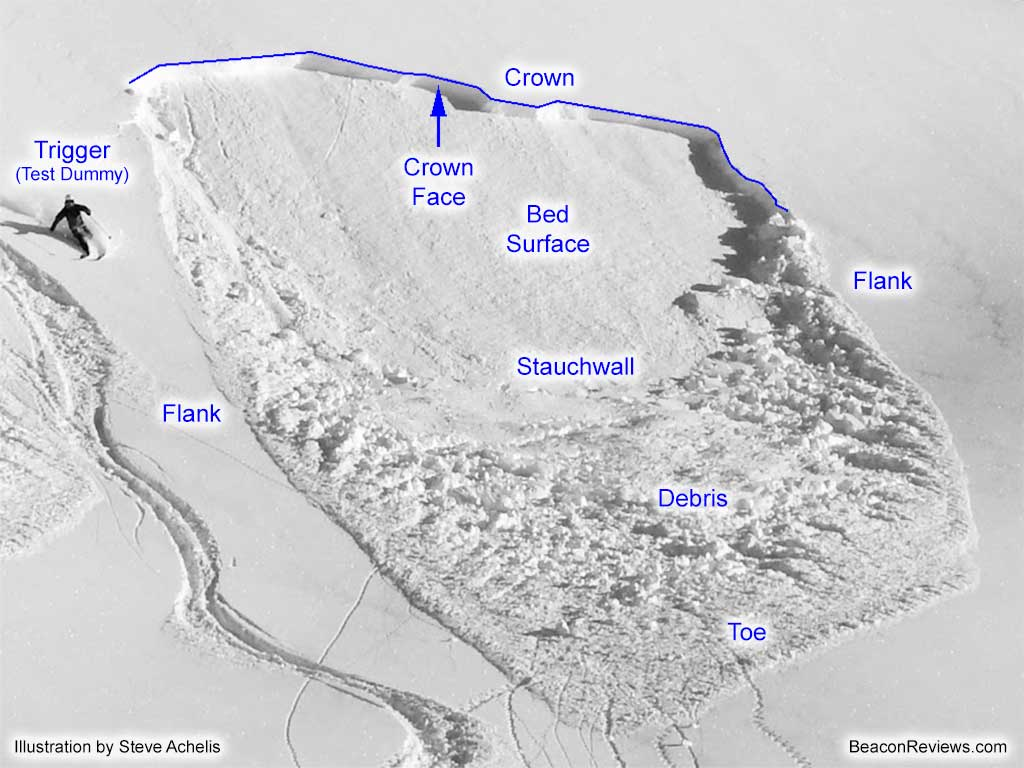 Crown
Trigger
(Test Dummy)
Crown
Face
Bed
Surface
Flank
Stauchwall
Flank
Debris
Toe
Illustration by Steve Achelis
BeaconReviews.com